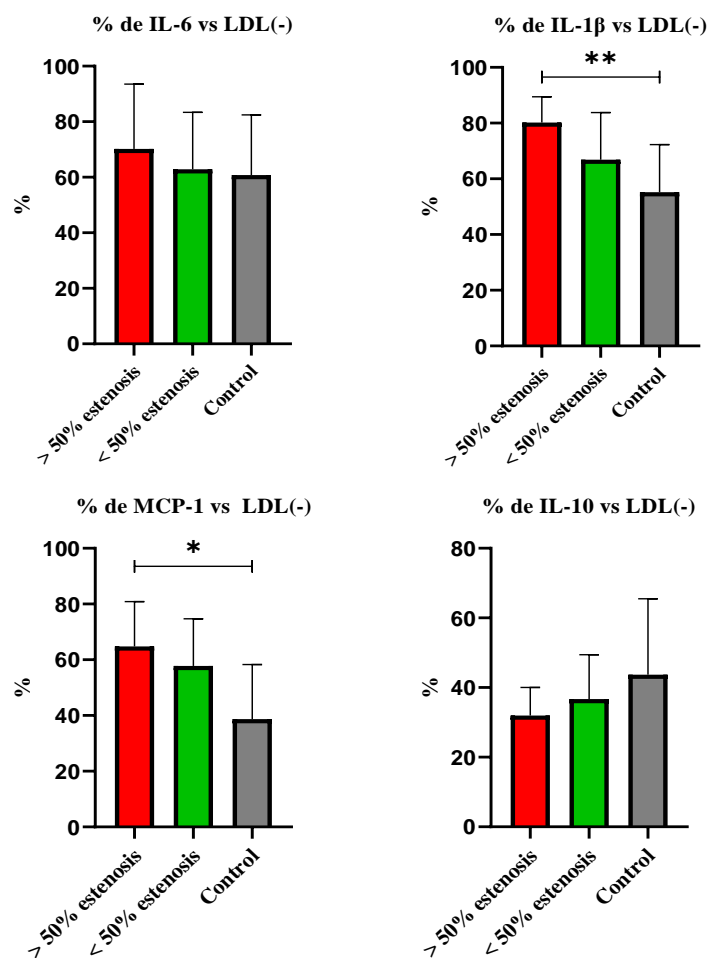 % de IL-6 vs LDL(-)
100
80
60
40
20
0
%
> 50% estenosis
< 50% estenosis
Control
% de IL-1β vs LDL(-)
**
100
80
60
40
20
0
%
> 50% estenosis
< 50% estenosis
Control
% de MCP-1 vs LDL(-)
*
100
80
60
40
20
0
%
> 50% estenosis
< 50% estenosis
Control
% de IL-10 vs LDL(-)
80
60
40
20
0
%
> 50% estenosis
< 50% estenosis
Control